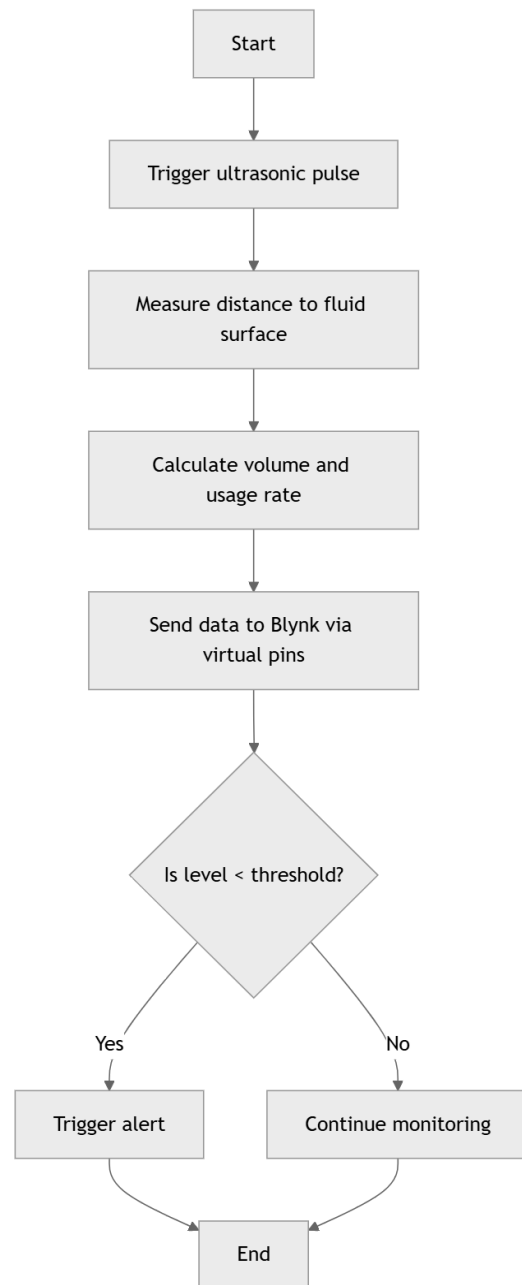 Start
Trigger ultrasonic pulse
Measure distance to fluid
surface
Calculate volume and
usage rate
Send data to Blynk via
virtual pins
Is level < threshold?
Yes
No
Trigger alert
Continue monitoring
End